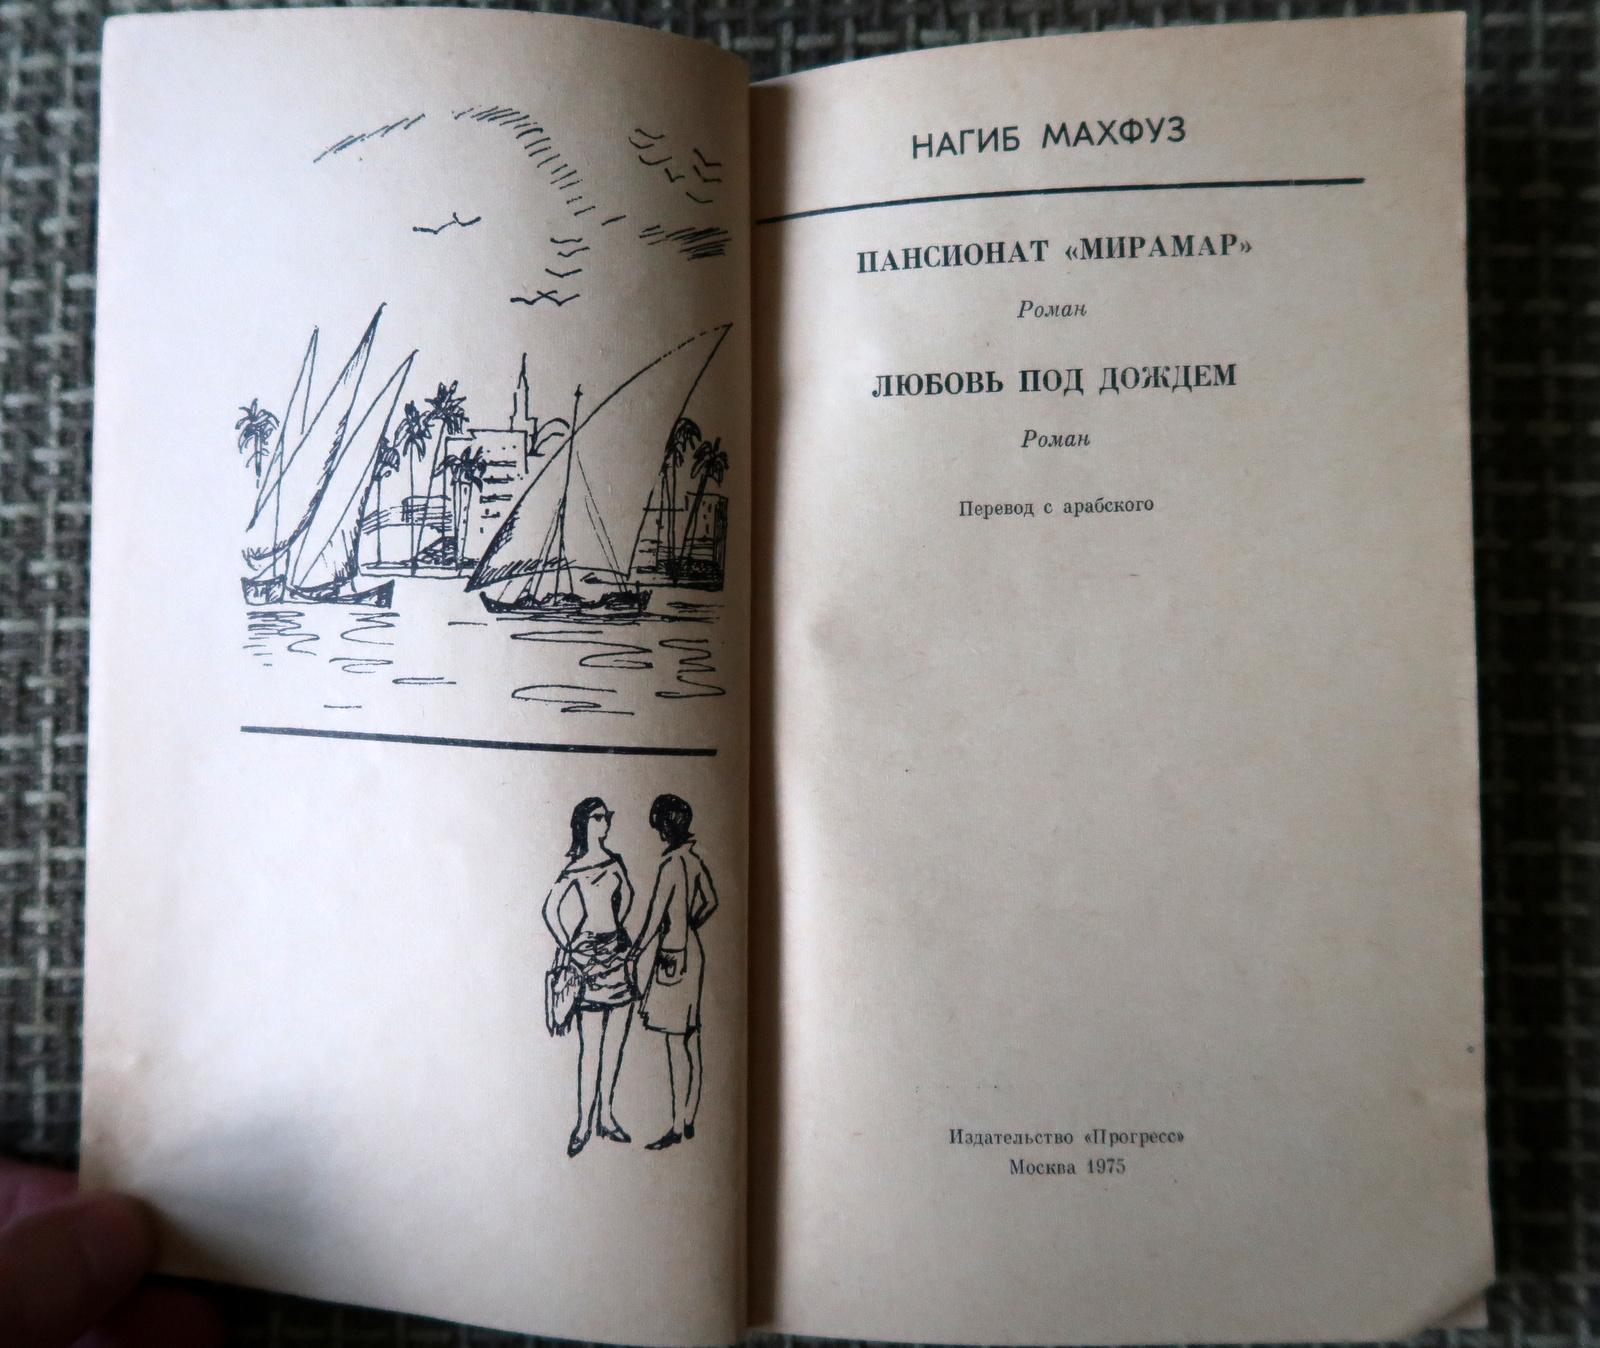 НАГИБ МАХФУЗ
ПАНСИОНАТ «МИРАМАР»
Роман
ЛЮБОВЬ ПОД ДОЖДЕМ
Роман
Перевод с арабского
Издательство «Прогресс»
Москва 1975